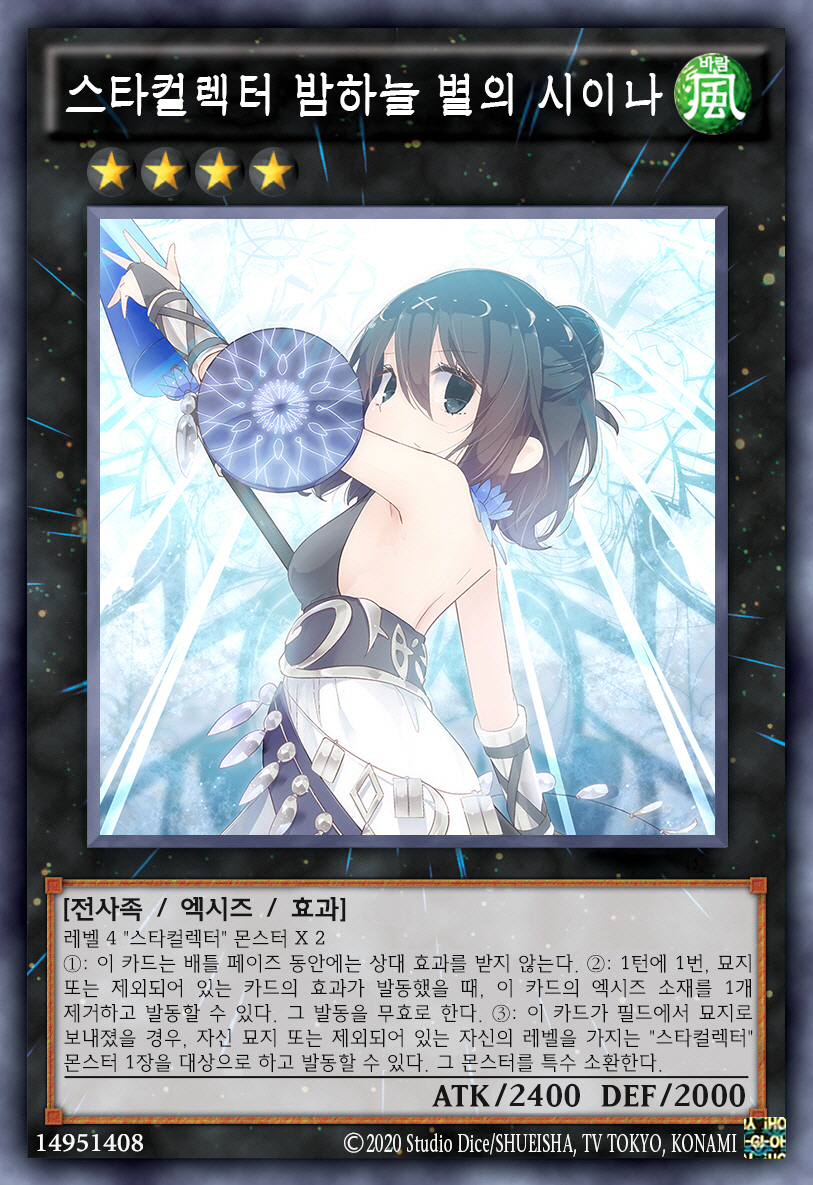 스타컬렉터 밤하늘 별의 시이나
바람
風
[전사족 / 엑시즈 / 효과]
레벨 4 "스타컬렉터" 몬스터 X 2
①: 이 카드는 배틀 페이즈 동안에는 상대 효과를 받지 않는다. ②: 1턴에 1번, 묘지
또는 제외되어 있는 카드의 효과가 발동했을 때, 이 카드의 엑시즈 소재를 1개
제거하고 발동할 수 있다. 그 발동을 무효로 한다. ③: 이 카드가 필드에서 묘지로
보내졌을 경우, 자신 묘지 또는 제외되어 있는 자신의 레벨을 가지는 "스타컬렉터"
몬스터 1장을 대상으로 하고 발동할 수 있다. 그 몬스터를 특수 소환한다.
ATK/2400 DEF/2000
14951408
©2020 Studio Dice/SHUEISHA, TV TOKYO, KONAMI